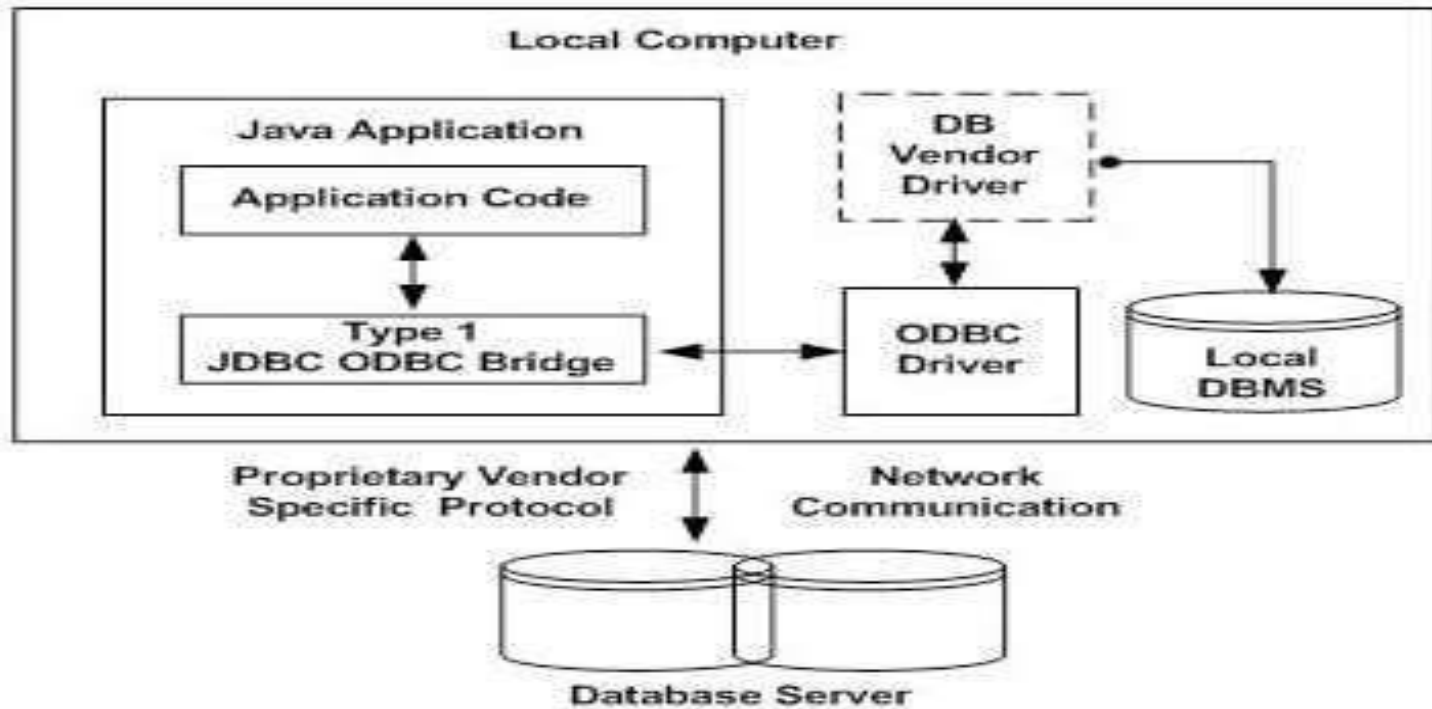 Local Computer
Java Application
Application Code
Type 1
JDBC ODBC Bridge
DB
Vendor
Driver
ODBC
Driver
Local
DBMS
Proprietary Vendor
Specific Protocol
Network
Communication
Database Server